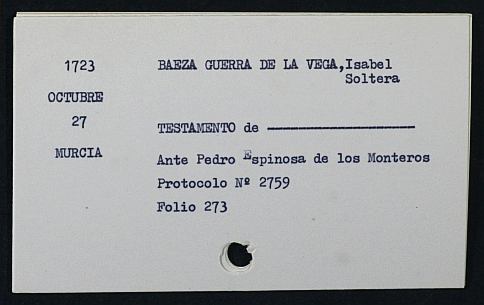 1723
BAEZA GUERRA DE LA VEGA,Isabel
Soltera
OCTUBRE
27
TESTAMENTO de ——————————
MURCIA
Ante Pedro Espinosa de los Monteros
Protocolo Nº 2759
Folio 273